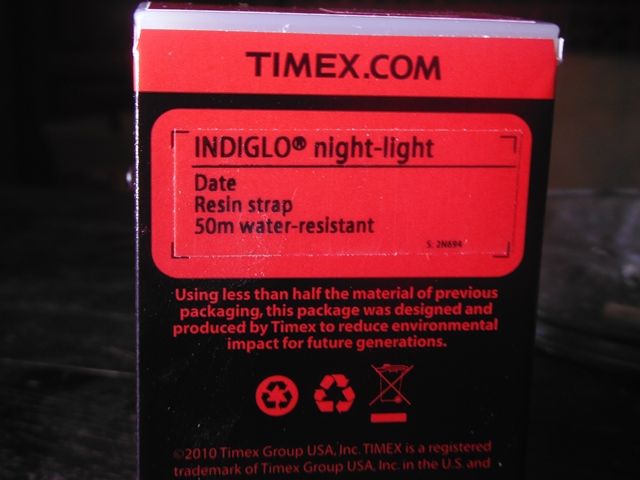 TIMEX.COM
INDIGLO® night-light
Date
Resin strap
50m water-resistant
S. 2N694
Using less than half the material of previous
packaging, this package was designed and
produced by Timex to reduce environmental
impact for future generations.
©2010 Timex Group USA, Inc. TIMEX is a registered
trademark of Timex Group USA, Inc. in the U.S. and